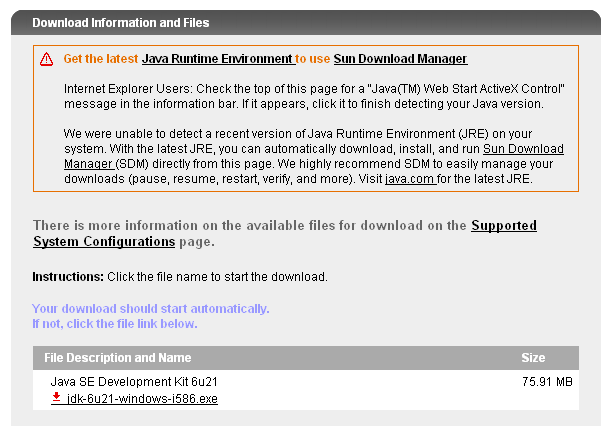 Download Information and Files
Get the latest Java Runtime Environment to use Sun Download Manager
Internet Explorer Users: Check the top of this page for a "Java(TM) Web Start ActiveX Control"
message in the information bar. If it appears, click it to finish detecting your Java version.
We were unable to detect a recent version of Java Runtime Environment (JRE) on your
system. With the latest JRE, you can automatically download, install, and run Sun Download
Manager (SDM) directly from this page. We highly recommend SDM to easily manage your
downloads (pause, resume, restart, verify, and more). Visit java.com for the latest JRE.
There is more information on the available files for download on the Supported
System Configurations page.
Instructions: Click the file name to start the download.
Your download should start automatically.
If not, click the file link below.
File Description and Name Size
Java SE Development Kit 6u21 75.91 MB
jdk-6u21-windows-i586.exe